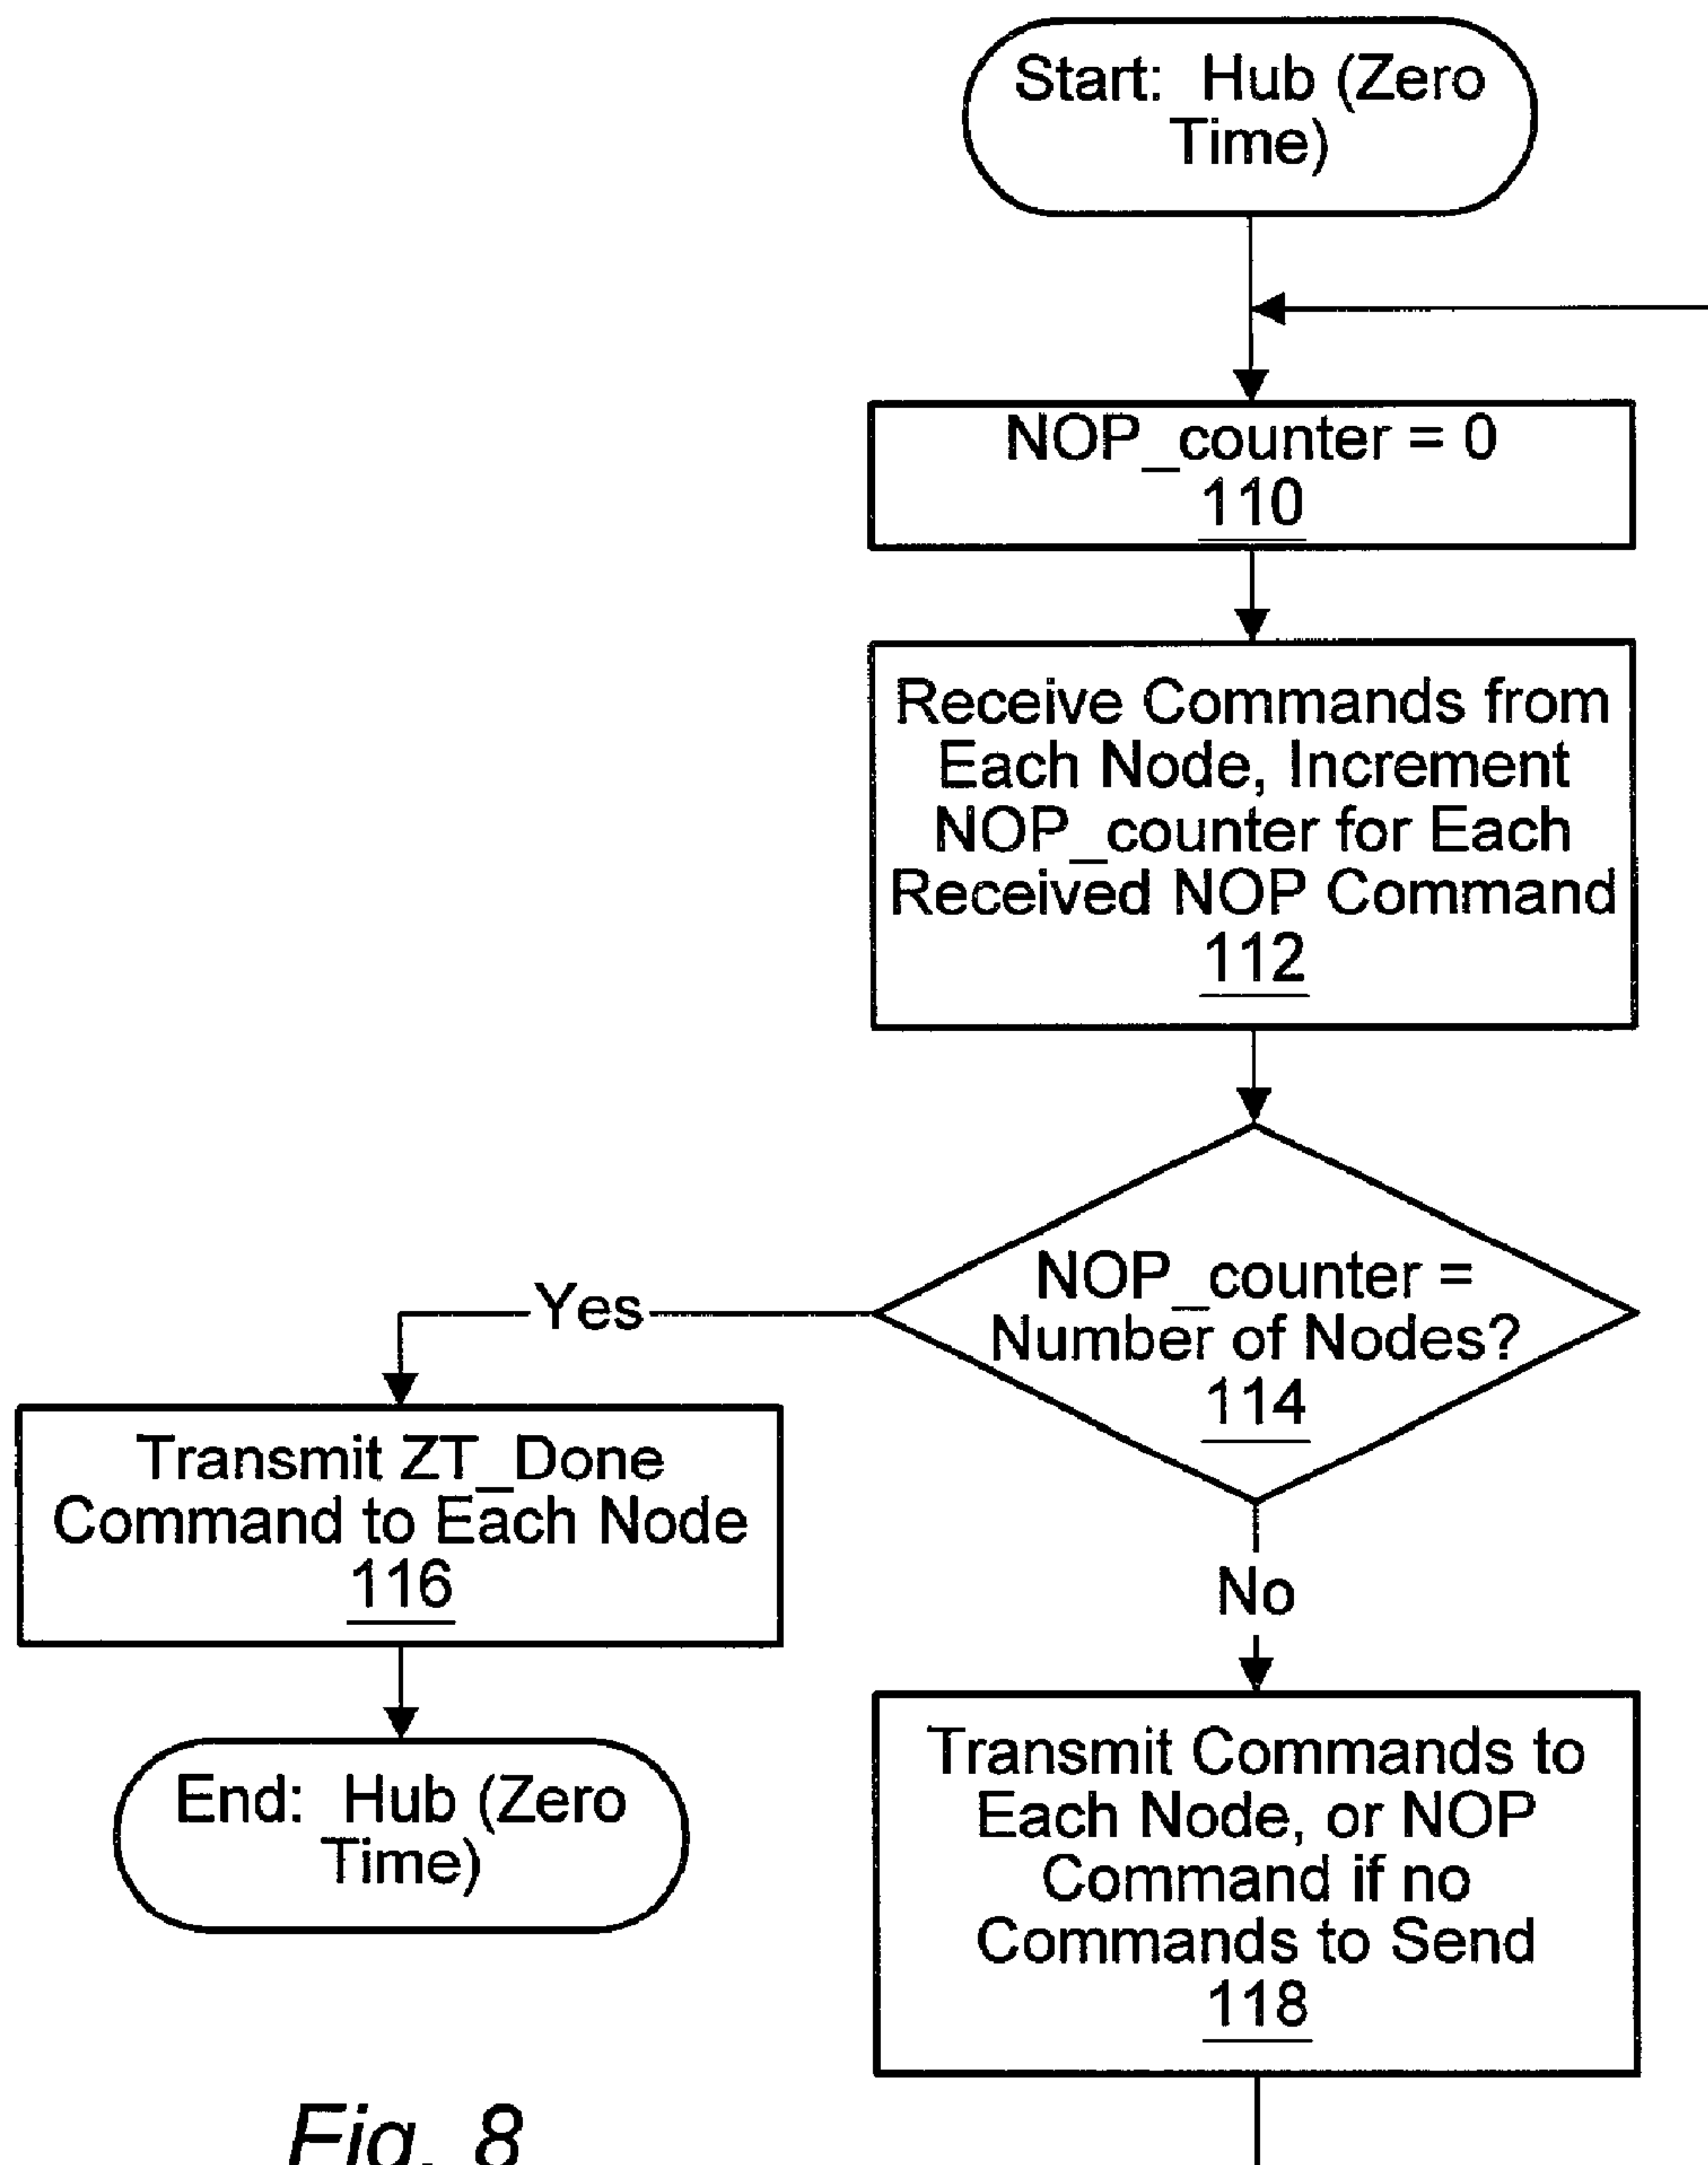 Start: Hub (Zero
Time)
NOP_counter = 0
110
Receive Commands from
Each Node, Increment
NOP_counter for Each
Received NOP Command
112
NOP_counter =
Number of Nodes?
114
Yes
Transmit ZT_Done
Command to Each Node
116
End: Hub (Zero
Time)
No
Transmit Commands to
Each Node, or NOP
Command if no
Commands to Send
118
Fig. 8